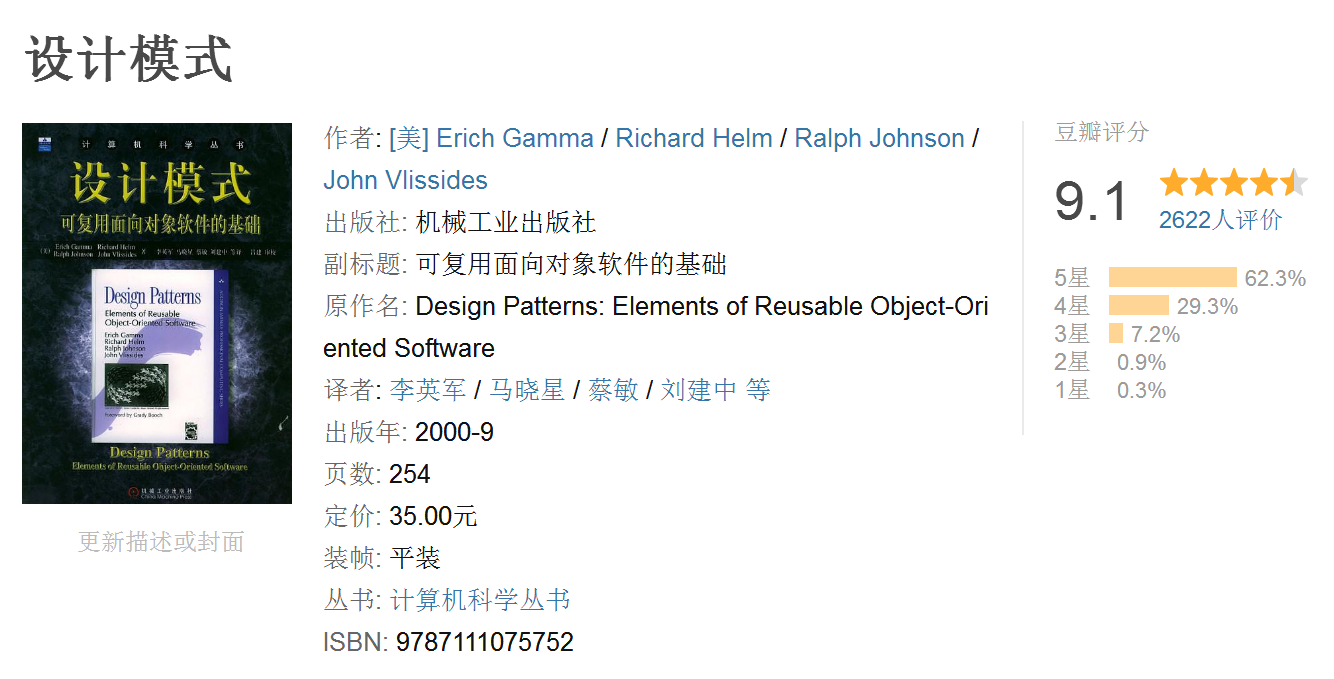 设计模式
计算机科学丛书
设计模式
可复用面向对象软件的基础
(美) Erich Gamma Richard Helm Ralph Johnson John Vlissides 著 李英军 马晓星 蔡敏 刘建中 等译 吕建 审校
Design Patterns
Elements of Reusable
Object-Oriented Software
Erich Gamma
Richard Helm
Ralph Johnson
John Vlissides
Foreword by Grady Booch
Design Patterns
Elements of Reusable Object-Oriented Software
机械工业出版社
China Machine Press
更新描述或封面
作者: [美] Erich Gamma / Richard Helm / Ralph Johnson /
John Vlissides
出版社: 机械工业出版社
副标题: 可复用面向对象软件的基础
原作名: Design Patterns: Elements of Reusable Object-Ori
ented Software
译者: 李英军 / 马晓星 / 蔡敏 / 刘建中 等
出版年: 2000-9
页数: 254
定价: 35.00元
装帧: 平装
丛书: 计算机科学丛书
ISBN: 9787111075752
豆瓣评分
9.1
2622人评价
5星 62.3%
4星 29.3%
3星 7.2%
2星 0.9%
1星 0.3%